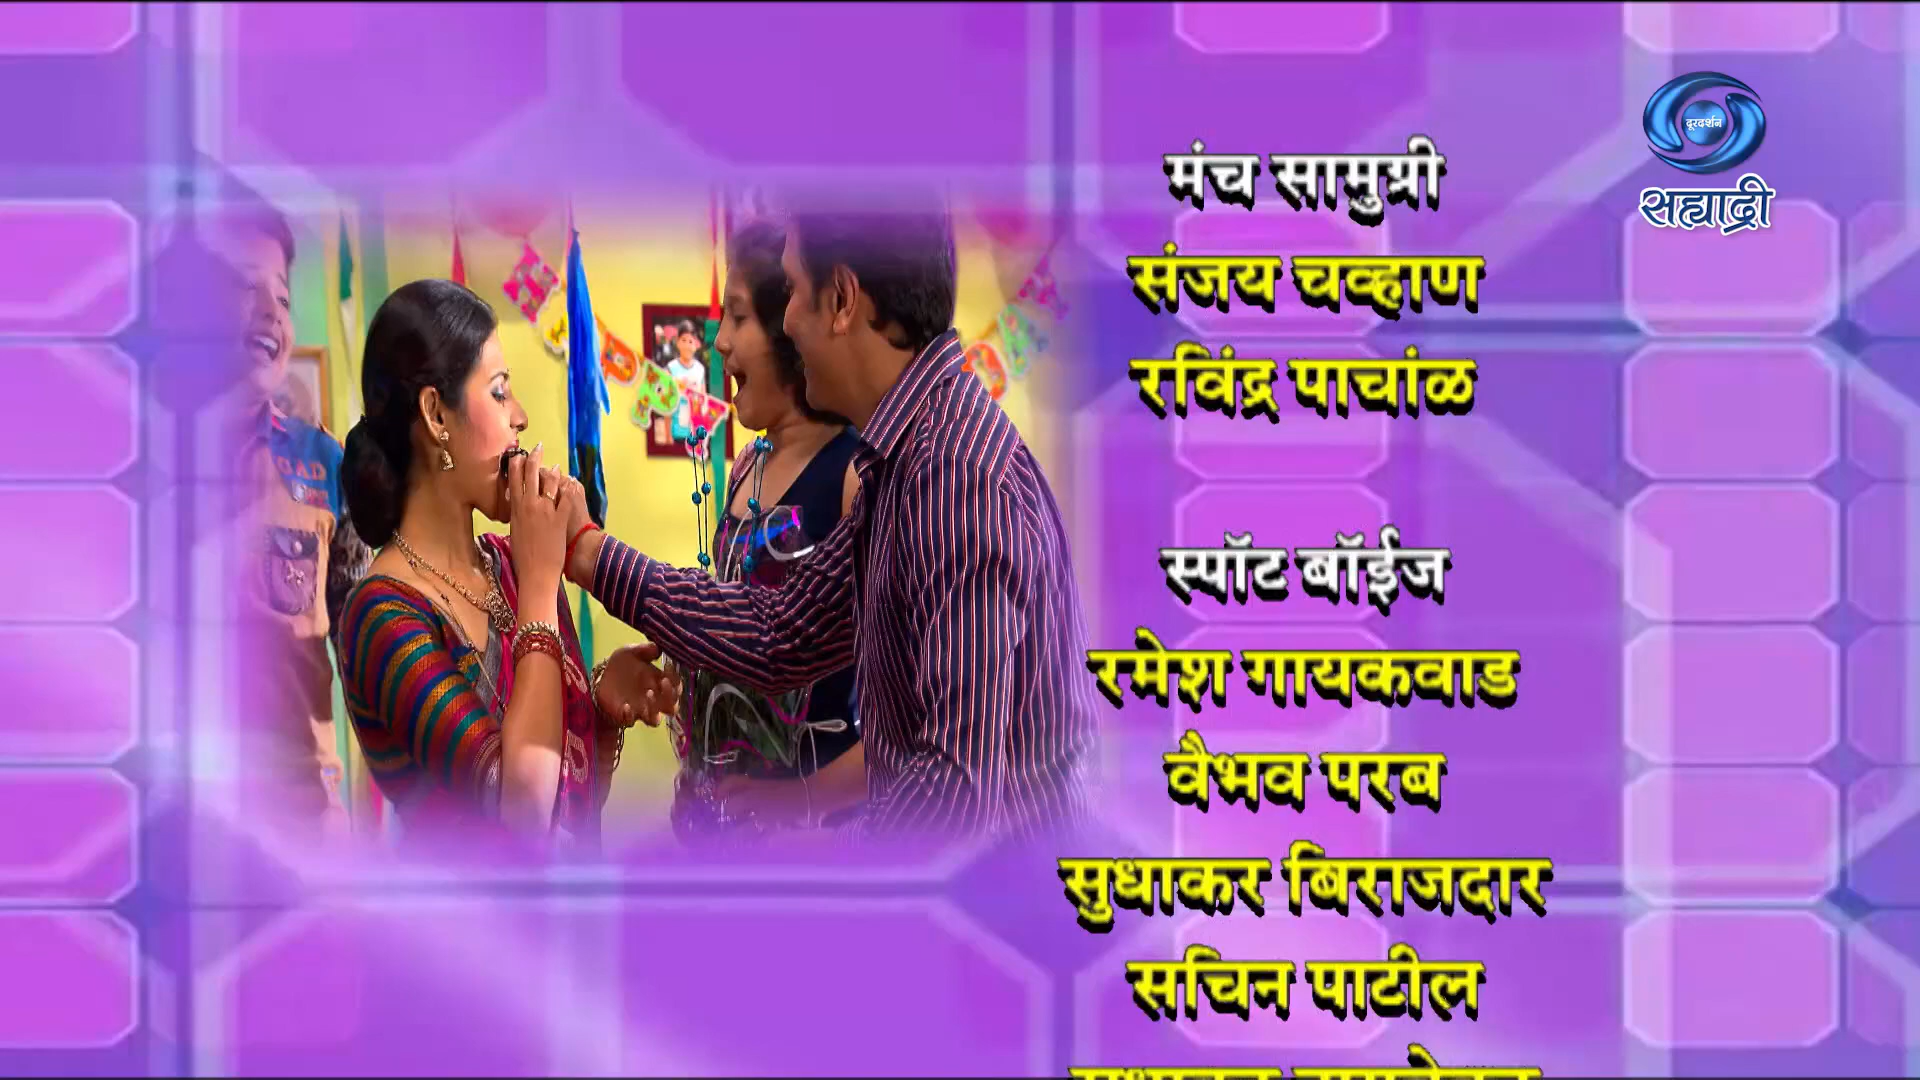 दूरदर्शन
सह्याद्री
मंच सामुग्री
संजय चव्हाण
रविंद्र पाचांळ
स्पॉट बॉईज
रमेश गायकवाड
वैभव परब
सुधाकर बिराजदार
सचिन पाटील